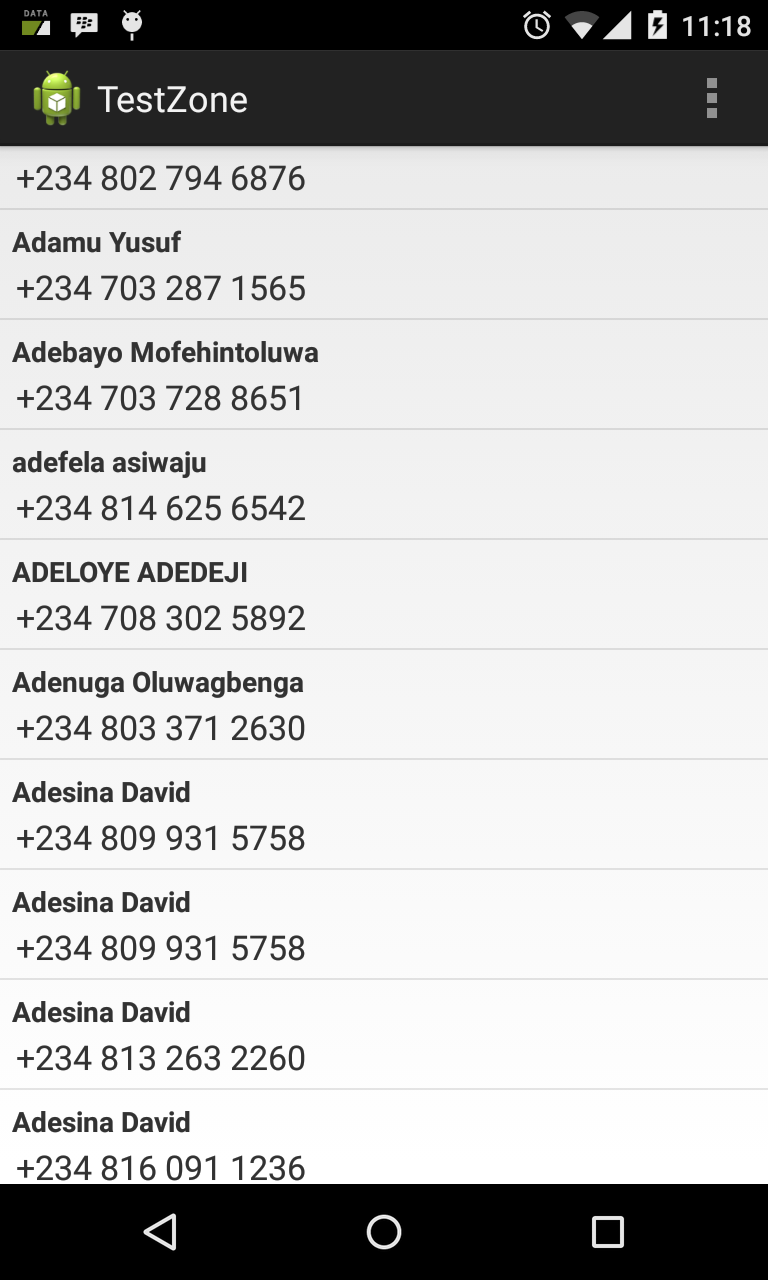 DATA
11:18
TestZone
+234 802 794 6876
Adamu Yusuf
+234 703 287 1565
Adebayo Mofehintoluwa
+234 703 728 8651
adefela asiwaju
+234 814 625 6542
ADELOYE ADEDEJI
+234 708 302 5892
Adenuga Oluwagbenga
+234 803 371 2630
Adesina David
+234 809 931 5758
Adesina David
+234 809 931 5758
Adesina David
+234 813 263 2260
Adesina David
+234 816 091 1236